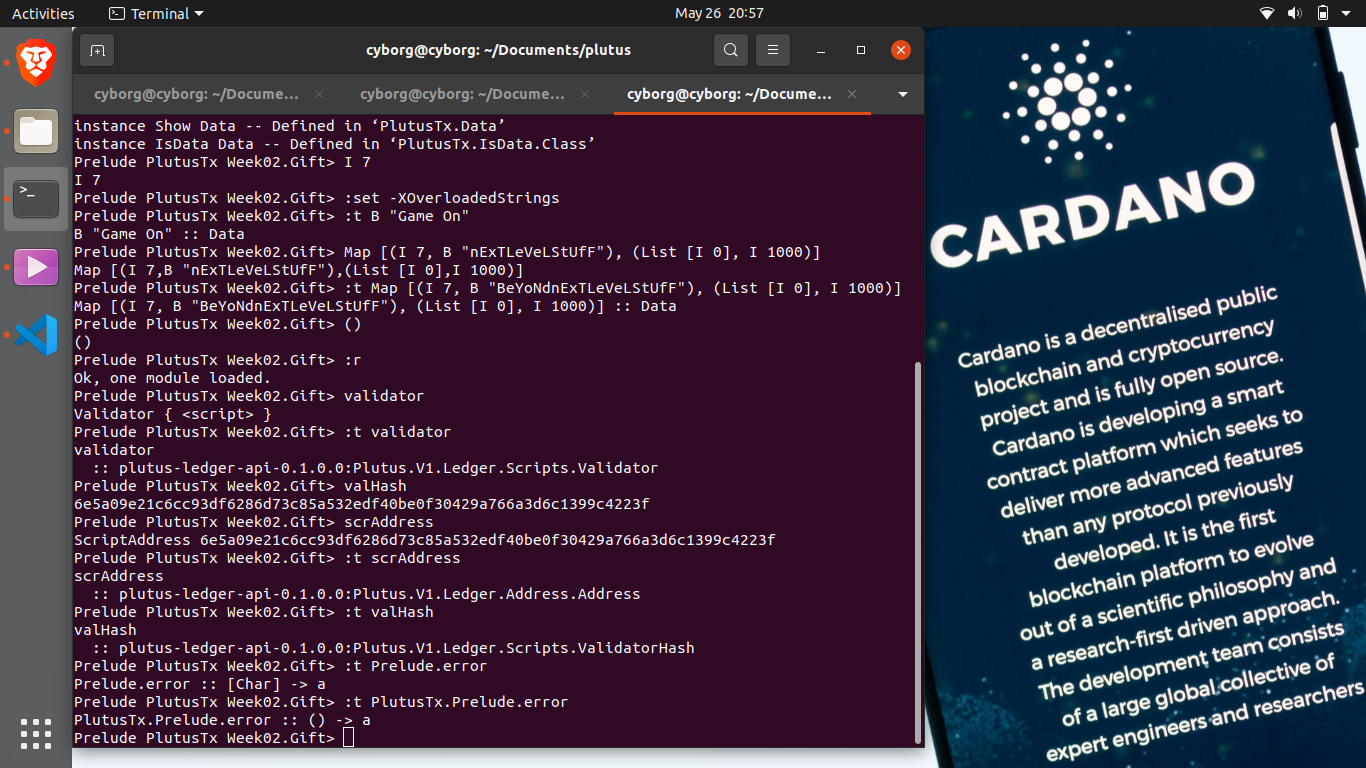 Activities
Terminal
May 26 20:57
cyborg@cyborg: ~/Documents/plutus
cyborg@cyborg: ~/Docume...
cyborg@cyborg: ~/Docume...
cyborg@cyborg: ~/Docume...
instance Show Data -- Defined in ‘PlutusTx.Data’
instance IsData Data -- Defined in ‘PlutusTx.IsData.Class’
Prelude PlutusTx Week02.Gift> I 7
I 7
Prelude PlutusTx Week02.Gift> :set -XOverloadedStrings
Prelude PlutusTx Week02.Gift> :t B "Game On"
B "Game On" :: Data
Prelude PlutusTx Week02.Gift> Map [(I 7, B "nExTLeVeLStUfF"), (List [I 0], I 1000)]
Map [(I 7,B "nExTLeVeLStUfF"),(List [I 0],I 1000)]
Prelude PlutusTx Week02.Gift> :t Map [(I 7, B "BeYoNdnExTLeVeLStUfF"), (List [I 0], I 1000)]
Map [(I 7, B "BeYoNdnExTLeVeLStUfF"), (List [I 0], I 1000)] :: Data
Prelude PlutusTx Week02.Gift> ()
()
Prelude PlutusTx Week02.Gift> :r
Ok, one module loaded.
Prelude PlutusTx Week02.Gift> validator
Validator { <script> }
Prelude PlutusTx Week02.Gift> :t validator
validator
  :: plutus-ledger-api-0.1.0.0:Plutus.V1.Ledger.Scripts.Validator
Prelude PlutusTx Week02.Gift> valHash
6e5a09e21c6cc93df6286d73c85a532edf40be0f30429a766a3d6c1399c4223f
Prelude PlutusTx Week02.Gift> scrAddress
ScriptAddress 6e5a09e21c6cc93df6286d73c85a532edf40be0f30429a766a3d6c1399c4223f
Prelude PlutusTx Week02.Gift> :t scrAddress
scrAddress
  :: plutus-ledger-api-0.1.0.0:Plutus.V1.Ledger.Address.Address
Prelude PlutusTx Week02.Gift> :t valHash
valHash
  :: plutus-ledger-api-0.1.0.0:Plutus.V1.Ledger.Scripts.ValidatorHash
Prelude PlutusTx Week02.Gift> :t Prelude.error
Prelude.error :: [Char] -> a
Prelude PlutusTx Week02.Gift> :t PlutusTx.Prelude.error
PlutusTx.Prelude.error :: () -> a
Prelude PlutusTx Week02.Gift>
CARDANO
Cardano is a decentralised public
blockchain and cryptocurrency
project and is fully open source.
Cardano is developing a smart
contract platform which seeks to
deliver more advanced features
than any protocol previously
developed. It is the first
blockchain platform to evolve
out of a scientific philosophy and
a research-first driven approach.
The development team consists
of a large global collective of
expert engineers and researchers